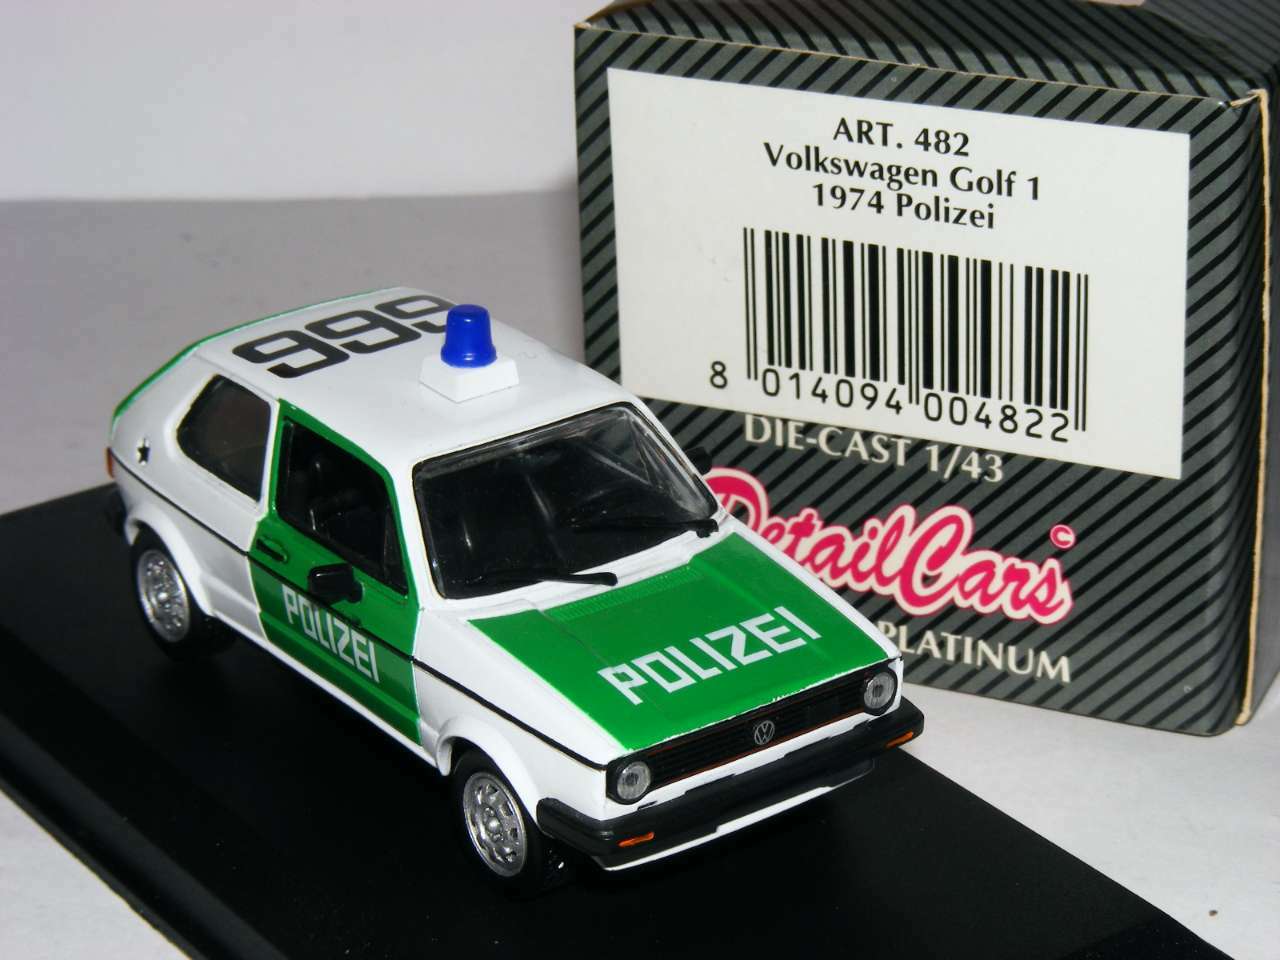 ART. 482
Volkswagen Golf 1
1974 Polizei
8 014094 004822
DIE-CAST 1/43
DetailCars ©
PLATINUM
999
POLIZEI
POLIZEI
VW